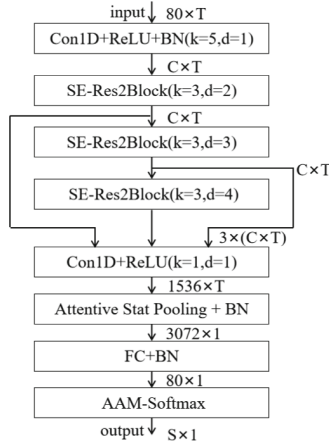 input 80×T
Con1D+ReLU+BN(k=5,d=1)
C×T
SE-Res2Block(k=3,d=2)
C×T
SE-Res2Block(k=3,d=3)
C×T
SE-Res2Block(k=3,d=4)
3×(C×T)
Con1D+ReLU(k=1,d=1)
1536×T
Attentive Stat Pooling + BN
3072×1
FC+BN
80×1
AAM-Softmax
output S×1